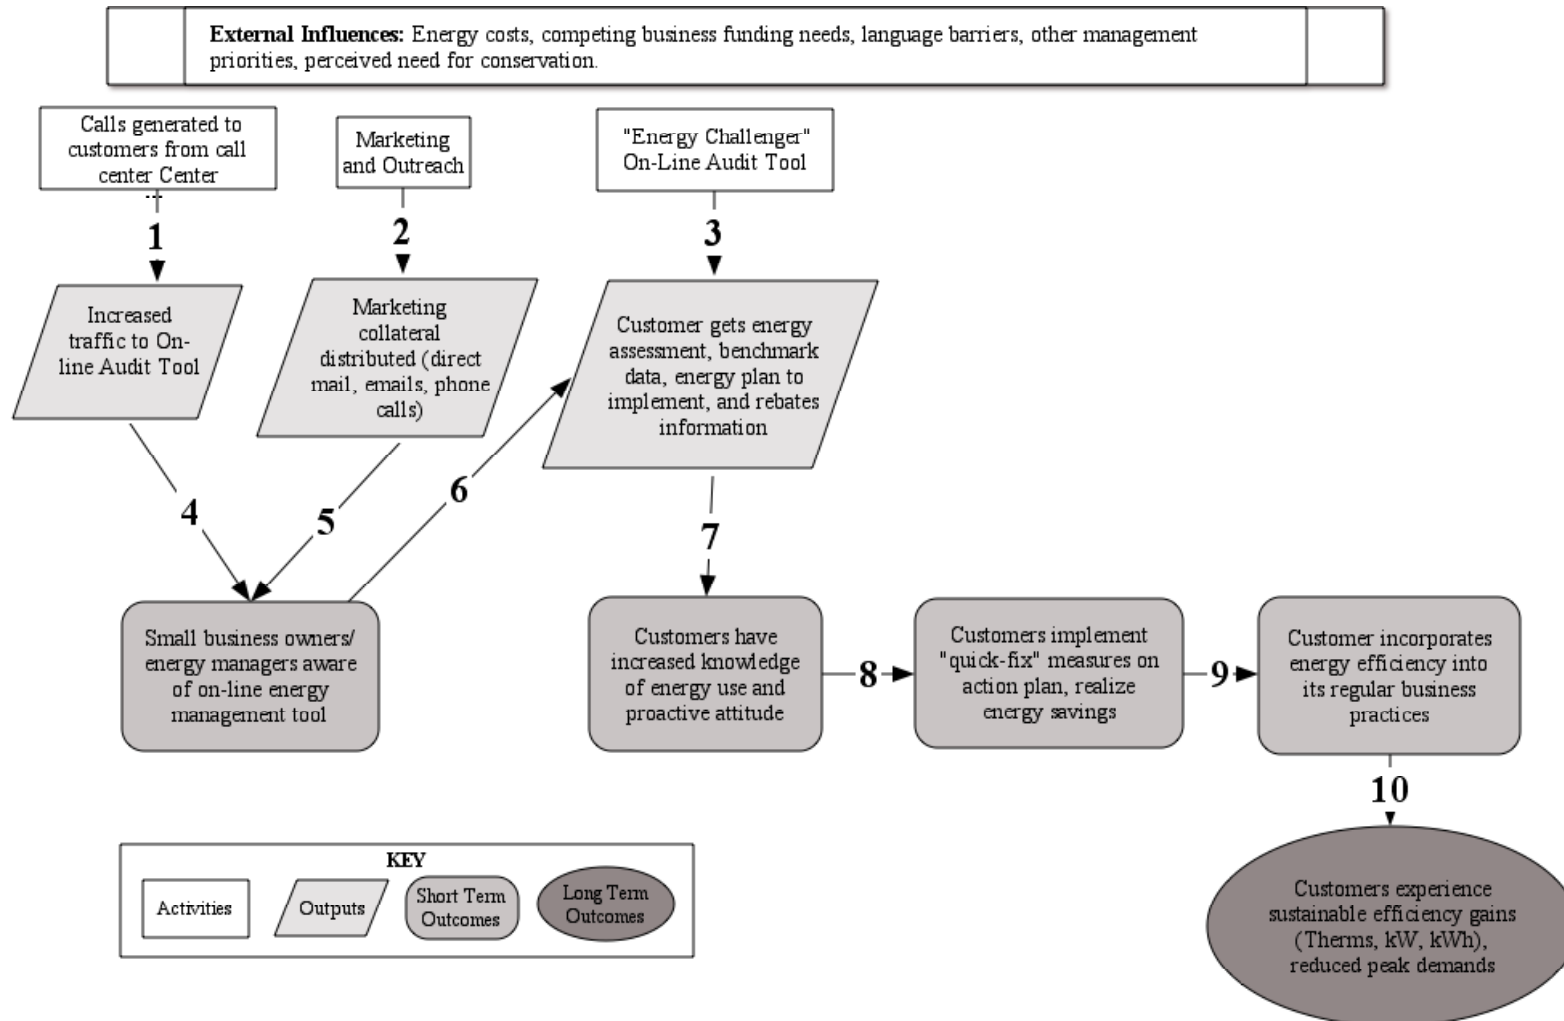 External Influences: Energy costs, competing business funding needs, language barriers, other management
priorities, perceived need for conservation.
Calls generated to
customers from call
center Center
...
Marketing
and Outreach
"Energy Challenger"
On-Line Audit Tool
1
2
3
Increased
traffic to On-
line Audit Tool
Marketing
collateral
distributed (direct
mail, emails, phone
calls)
Customer gets energy
assessment, benchmark
data, energy plan to
implement, and rebates
information
4
5
6
7
Small business owners/
energy managers aware
of on-line energy
management tool
Customers have
increased knowledge
of energy use and
proactive attitude
8
Customers implement
"quick-fix" measures on
action plan, realize
energy savings
9
Customer incorporates
energy efficiency into
its regular business
practices
10
Customers experience
sustainable efficiency gains
(Therms, kW, kWh),
reduced peak demands
KEY
Activities
Outputs
Short Term
Outcomes
Long Term
Outcomes